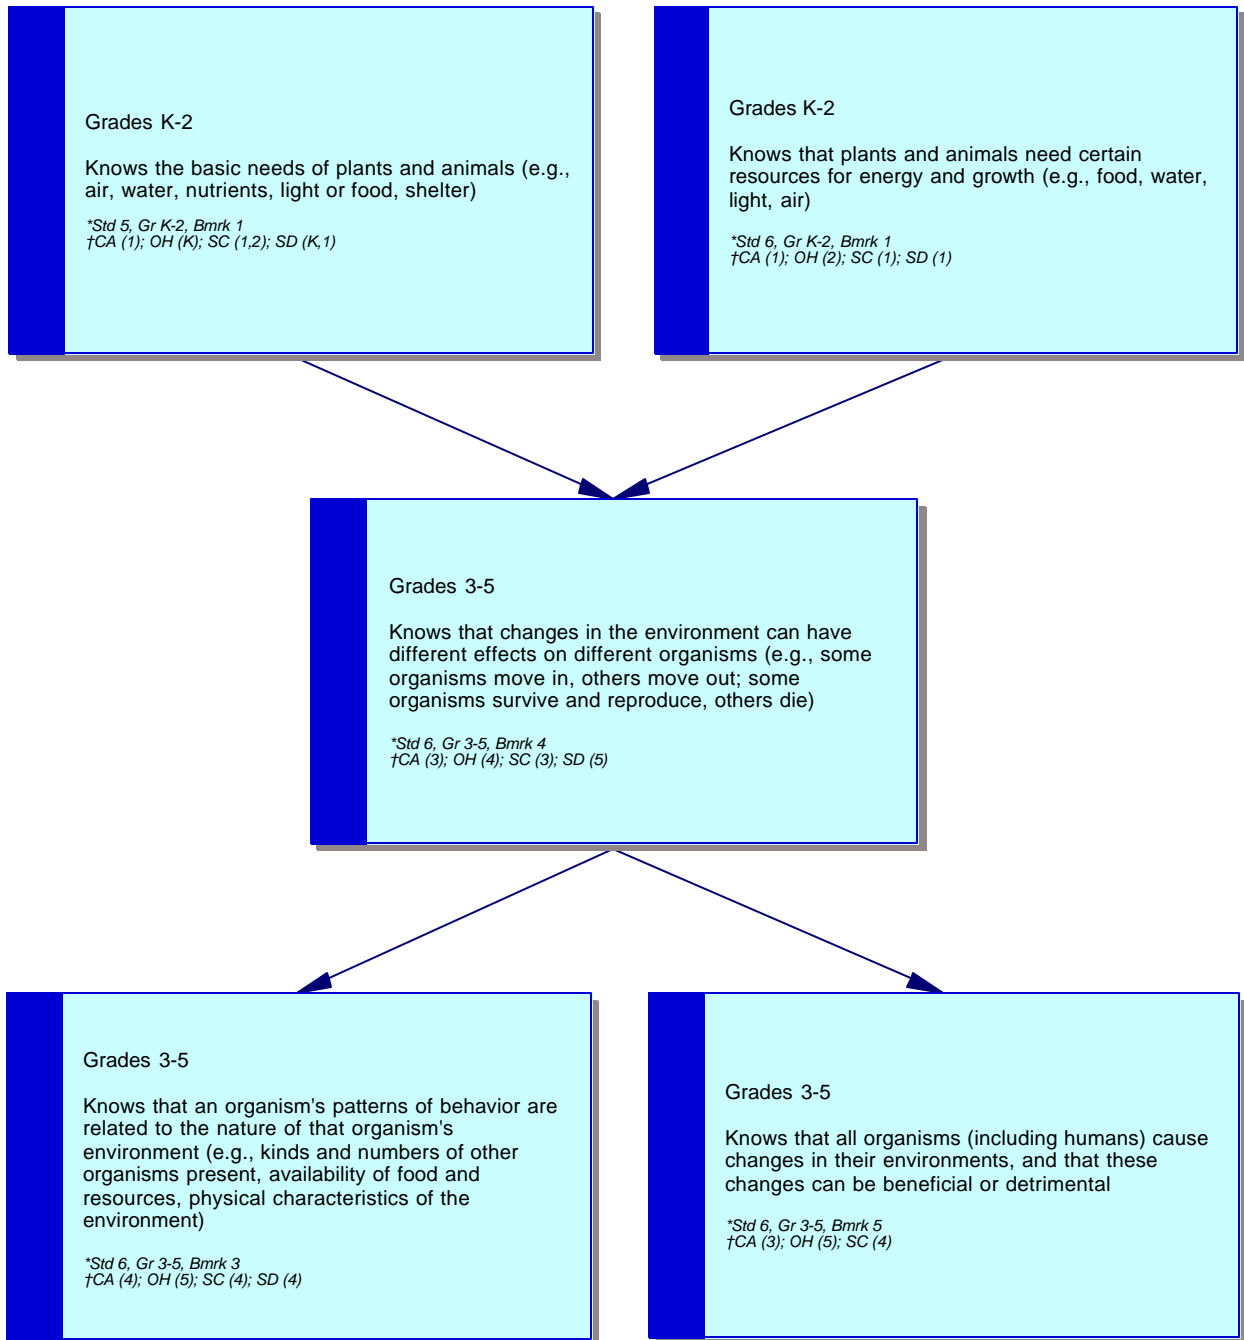 Grades K-2
Knows the basic needs of plants and animals (e.g.,
air, water, nutrients, light or food, shelter)
*Std 5, Gr K-2, Bmrk 1
†CA (1); OH (K); SC (1,2); SD (K,1)
Grades K-2
Knows that plants and animals need certain
resources for energy and growth (e.g., food, water,
light, air)
*Std 6, Gr K-2, Bmrk 1
†CA (1); OH (2); SC (1); SD (1)
Grades 3-5
Knows that changes in the environment can have
different effects on different organisms (e.g., some
organisms move in, others move out; some
organisms survive and reproduce, others die)
*Std 6, Gr 3-5, Bmrk 4
†CA (3); OH (4); SC (3); SD (5)
Grades 3-5
Knows that an organism's patterns of behavior are
related to the nature of that organism's
environment (e.g., kinds and numbers of other
organisms present, availability of food and
resources, physical characteristics of the
environment)
*Std 6, Gr 3-5, Bmrk 3
†CA (4); OH (5); SC (4); SD (4)
Grades 3-5
Knows that all organisms (including humans) cause
changes in their environments, and that these
changes can be beneficial or detrimental
*Std 6, Gr 3-5, Bmrk 5
†CA (3); OH (5); SC (4)